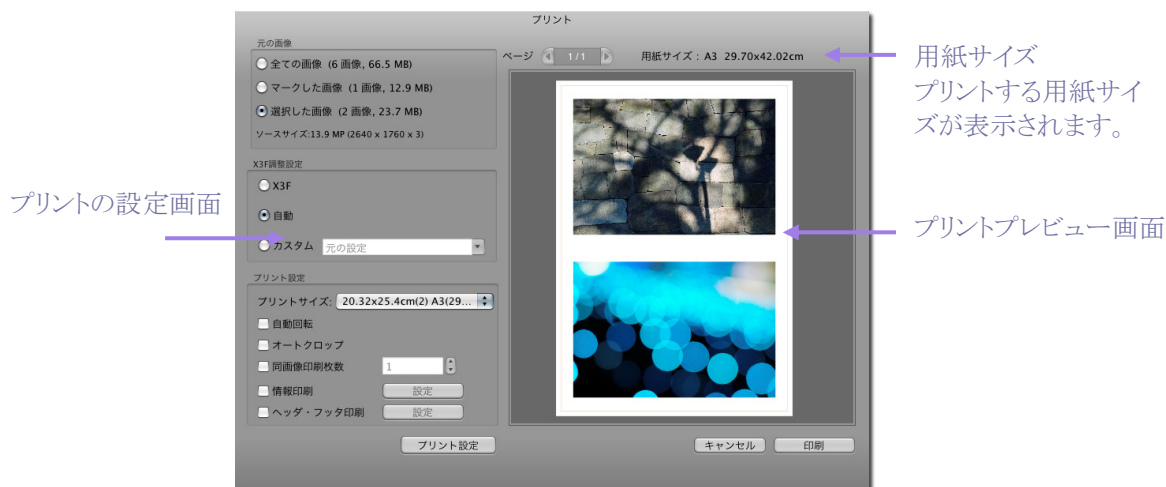 プリント
元の画像
全ての画像 (6 画像, 66.5 MB)
マークした画像 (1 画像, 12.9 MB)
選択した画像 (2 画像, 23.7 MB)
ソースサイズ:13.9 MP (2640 x 1760 x 3)
X3F調整設定
X3F
自動
カスタム 元の設定
プリント設定
プリントサイズ: 20.32x25.4cm(2) A3(29...
自動回転
オートクロップ
同画像印刷枚数 1
情報印刷 設定
ヘッダ・フッタ印刷 設定
プリント設定
ページ 1/1 用紙サイズ : A3 29.70x42.02cm
キャンセル 印刷
プリントの設定画面
用紙サイズ
プリントする用紙サイ
ズが表示されます。
プリントプレビュー画面